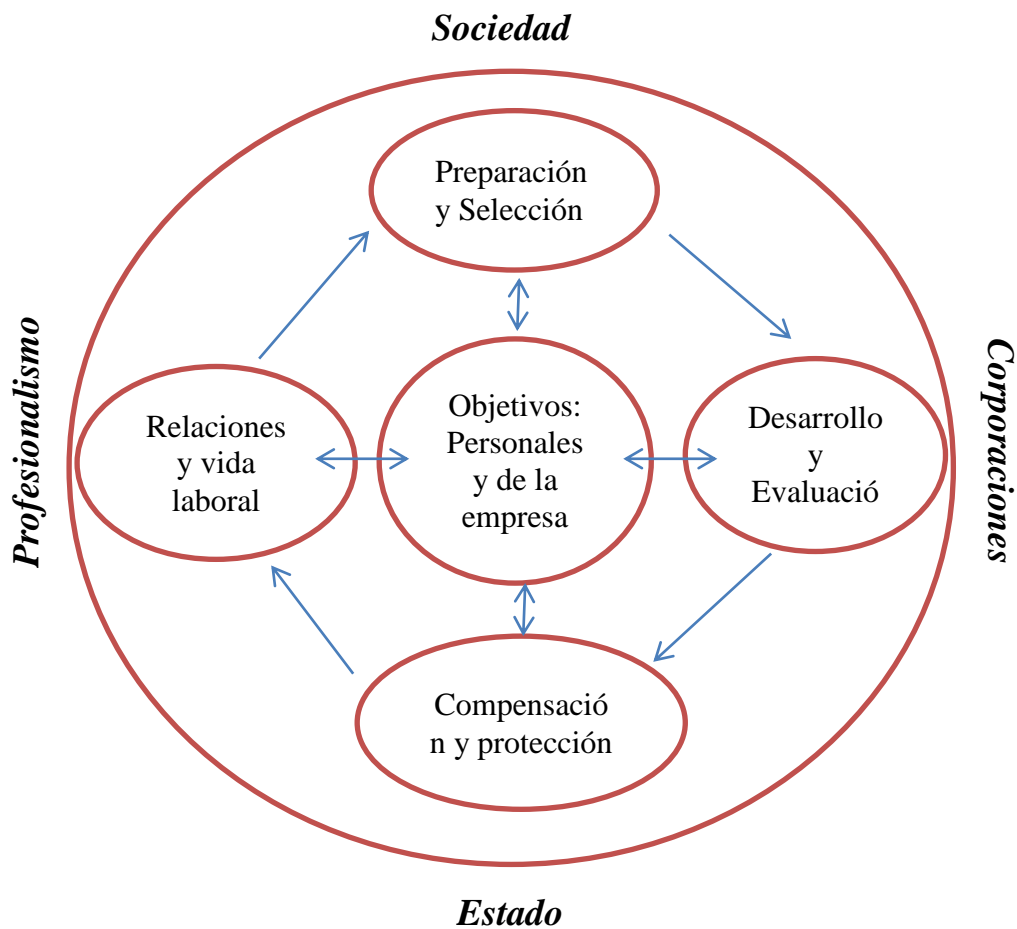 Sociedad
Preparación
y Selección
Profesionalismo
Relaciones
y vida
laboral
Objetivos:
Personales
y de la
empresa
Desarrollo
y
Evaluació
Corporaciones
Compensació
n y protección
Estado